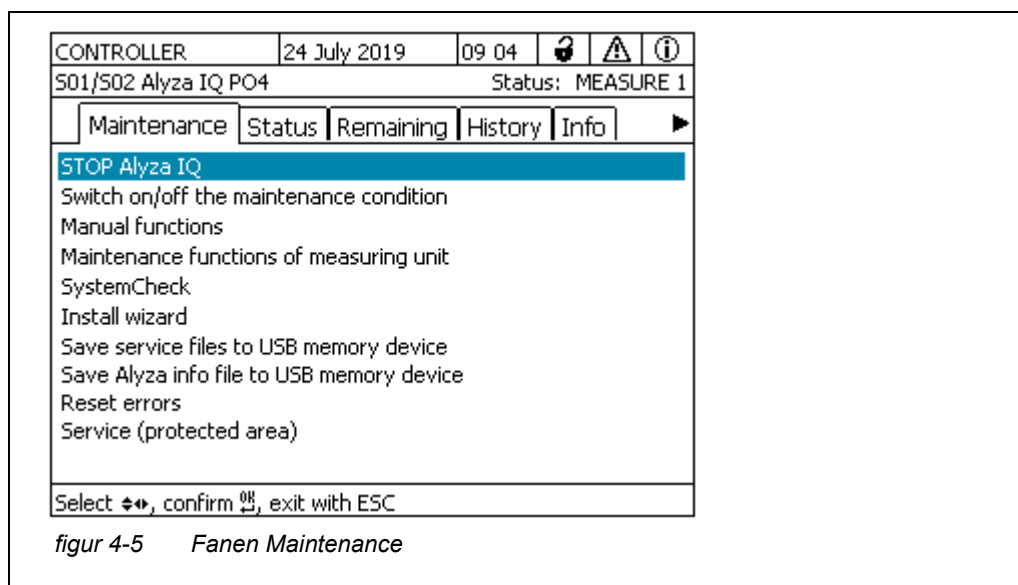 CONTROLLER 24 July 2019 09 04
S01/S02 Alyza IQ PO4 Status: MEASURE 1
Maintenance Status Remaining History Info
STOP Alyza IQ
Switch on/off the maintenance condition
Manual functions
Maintenance functions of measuring unit
SystemCheck
Install wizard
Save service files to USB memory device
Save Alyza info file to USB memory device
Reset errors
Service (protected area)
Select, confirm OK, exit with ESC
figur 4-5 Fanen Maintenance